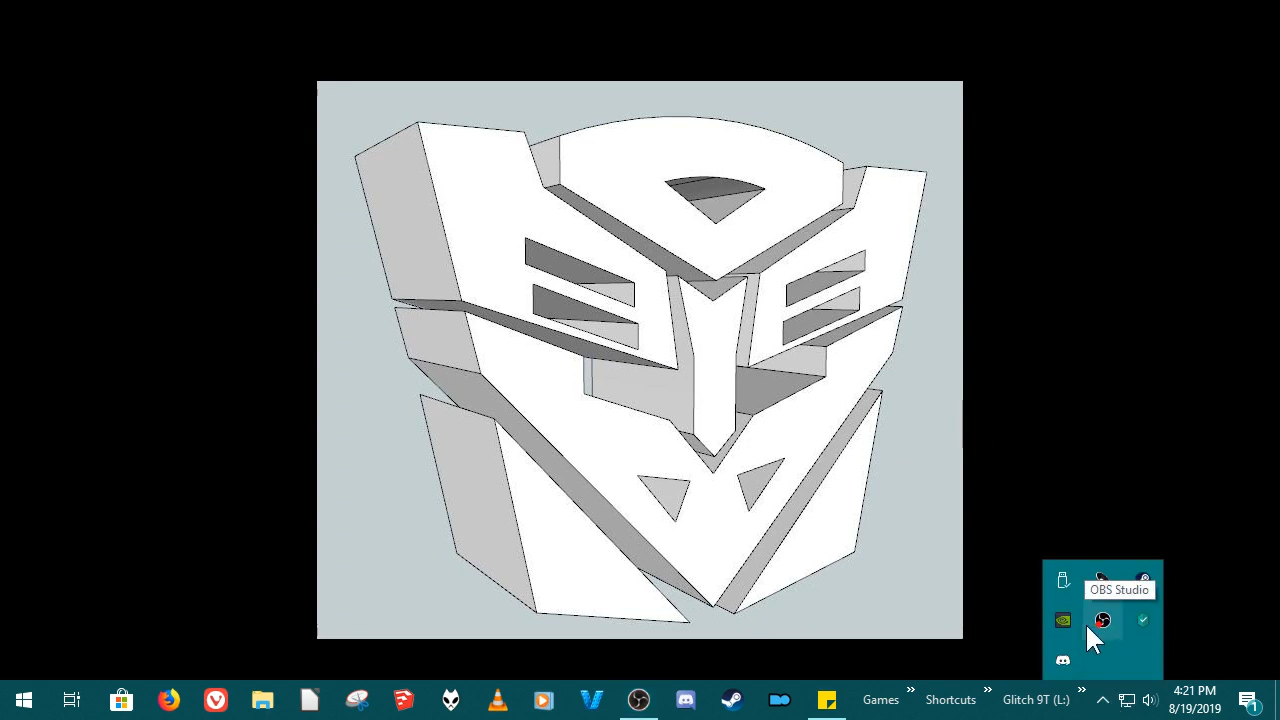 OBS Studio
Games
Shortcuts
Glitch 9T (L:)
4:21 PM
8/19/2019
1